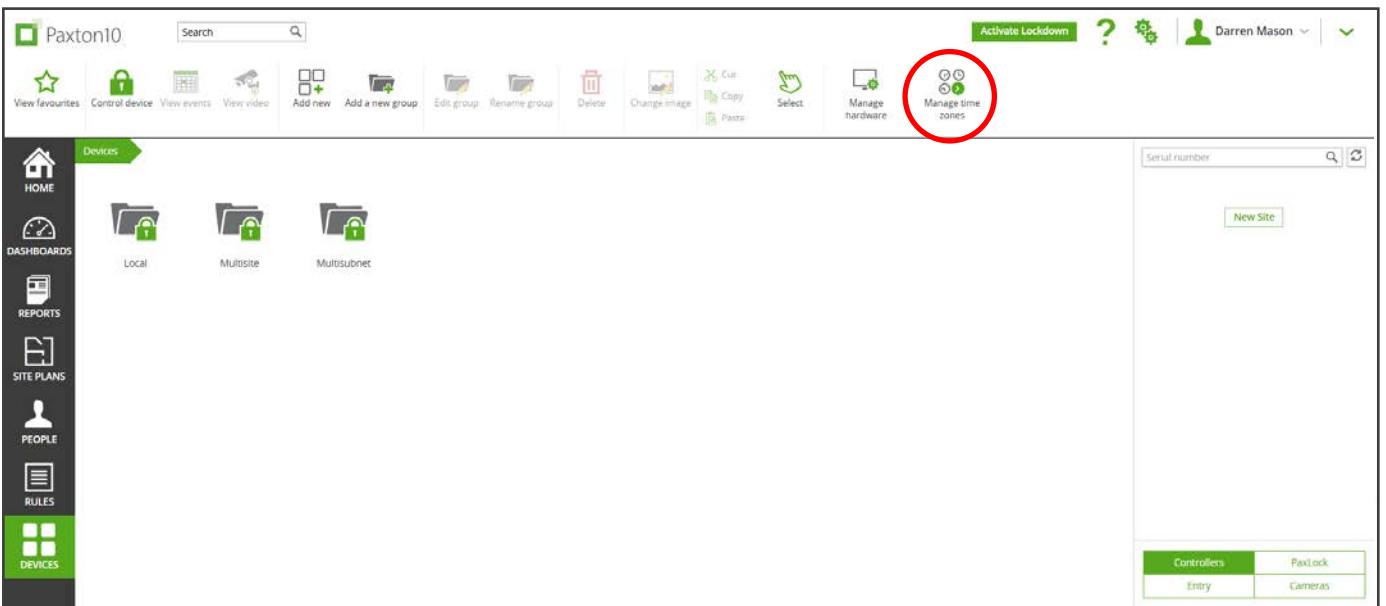 Paxton10
Search
Activate Lockdown
?
Darren Mason
View favourites
Control device
View events
View video
Add new
Add a new group
Edit group
Rename group
Delete
Change image
Cut
Copy
Paste
Select
Manage
hardware
Manage time
zones
HOME
DASHBOARDS
REPORTS
SITE PLANS
PEOPLE
RULES
DEVICES
Devices
Local
Multisite
Multisubnet
Serial number
New Site
Controllers
PaxLock
Entry
Cameras